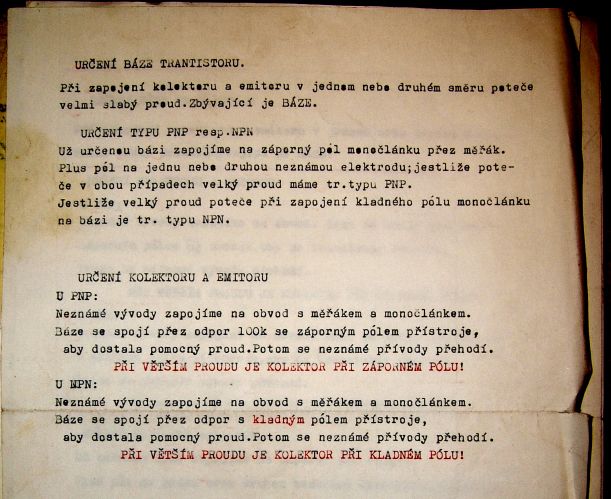 URČENÍ BÁZE TRANTISTORU.
Při zapojení kolektoru a emitoru v jednom nebo druhém směru poteče
velmi slabý proud.Zbývající je BÁZE.
URČENÍ TYPU PNP resp.NPN
Už určenou bázi zapojíme na záporný pól monočlánku přez měřák.
Plus pól na jednu nebo druhou neznámou elektrodu;jestliže pote-
če v obou případech velký proud máme tr.typu PNP.
Jestliže velký proud poteče při zapojení kladného pólu monočlánku
na bázi je tr. typu NPN.
URČENÍ KOLEKTORU A EMITORU
U PNP:
Neznámé vývody zapojíme na obvod s měřákem a monočlánkem.
Báze se spojí přez odpor 100k se záporným pólem přístroje,
aby dostala pomocný proud.Potom se neznámé přívody přehodí.
PŘI VĚTŠÍM PROUDU JE KOLEKTOR PŘI ZÁPORNÉM PÓLU!
U NPN:
Neznámé vývody zapojíme na obvod s měřákem a monočlánkem.
Báze se spojí přez odpor s kladným pólem přístroje,
aby dostala pomocný proud.Potom se neznámé přívody přehodí.
PŘI VĚTŠÍM PROUDU JE KOLEKTOR PŘI KLADNÉM PÓLU!